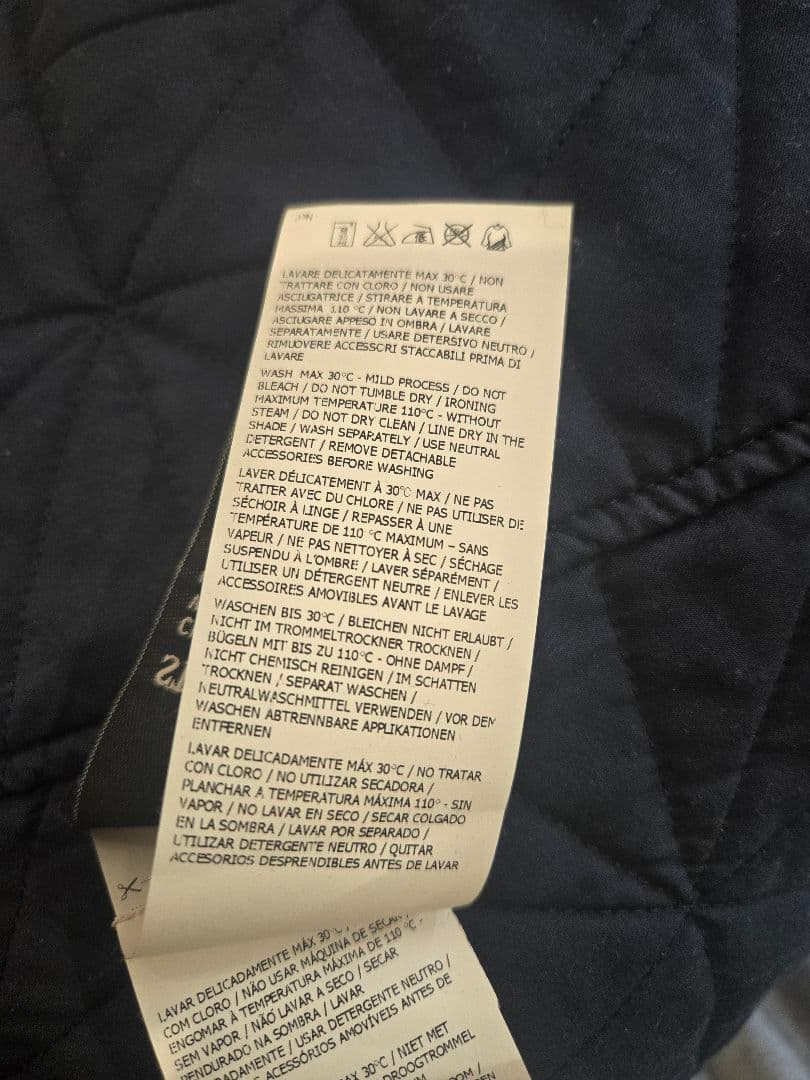 LAVARE DELICATAMENTE MAX 30°C / NON
TRATTARE CON CLORO / NON USARE
ASCIUGATRICE / STIRARE A TEMPERATURA
MASSIMA 110 °C / NON LAVARE A SECCO /
ASCIUGARE APPESO IN OMBRA / LAVARE
SEPARATAMENTE / USARE DETERSIVO NEUTRO /
RIMUOVERE ACCESSORI STACCABILI PRIMA DI
LAVARE
WASH MAX 30°C - MILD PROCESS / DO NOT
BLEACH / DO NOT TUMBLE DRY / IRONING
MAXIMUM TEMPERATURE 110°C - WITHOUT
STEAM / DO NOT DRY CLEAN / LINE DRY IN THE
SHADE / WASH SEPARATELY / USE NEUTRAL
DETERGENT / REMOVE DETACHABLE
ACCESSORIES BEFORE WASHING
LAVER DÉLICATEMENT À 30°C MAX / NE PAS
TRAITER AVEC DU CHLORE / NE PAS UTILISER DE
SÉCHOIR À LINGE / REPASSER À UNE
TEMPÉRATURE DE 110 °C MAXIMUM – SANS
VAPEUR / NE PAS NETTOYER À SEC / SÉCHAGE
SUSPENDU À L'OMBRE / LAVER SÉPARÉMENT /
UTILISER UN DÉTERGENT NEUTRE / ENLEVER LES
ACCESSOIRES AMOVIBLES AVANT LE LAVAGE
WASCHEN BIS 30°C / BLEICHEN NICHT ERLAUBT /
NICHT IM TROMMELTROCKNER TROCKNEN /
BÜGELN MIT BIS ZU 110°C - OHNE DAMPF /
NICHT CHEMISCH REINIGEN / IM SCHATTEN
TROCKNEN / SEPARAT WASCHEN /
NEUTRALWASCHMITTEL VERWENDEN / VOR DEM
WASCHEN ABTRENNBARE APPLIKATIONEN
ENTFERNEN
LAVAR DELICADAMENTE MÁX 30°C / NO TRATAR
CON CLORO / NO UTILIZAR SECADORA /
PLANCHAR A TEMPERATURA MÁXIMA 110° - SIN
VAPOR / NO LAVAR EN SECO / SECAR COLGADO
EN LA SOMBRA / LAVAR POR SEPARADO /
UTILIZAR DETERGENTE NEUTRO / QUITAR
ACCESORIOS DESPRENDIBLES ANTES DE LAVAR
LAVAR DELICADAMENTE MÁX 30°C
COM CLORO / NÃO USAR MÁQUINA DE
ENGOMAR À TEMPERATURA MÁXIMA DE 110 °C -
SEM VAPOR / NÃO LAVAR A SECO / SECAR
PENDURADO NA SOMBRA / LAVAR
/ USAR DETERGENTE NEUTRO /
ACESSÓRIOS AMOVÍVEIS ANTES DE
30°C / NIET MET